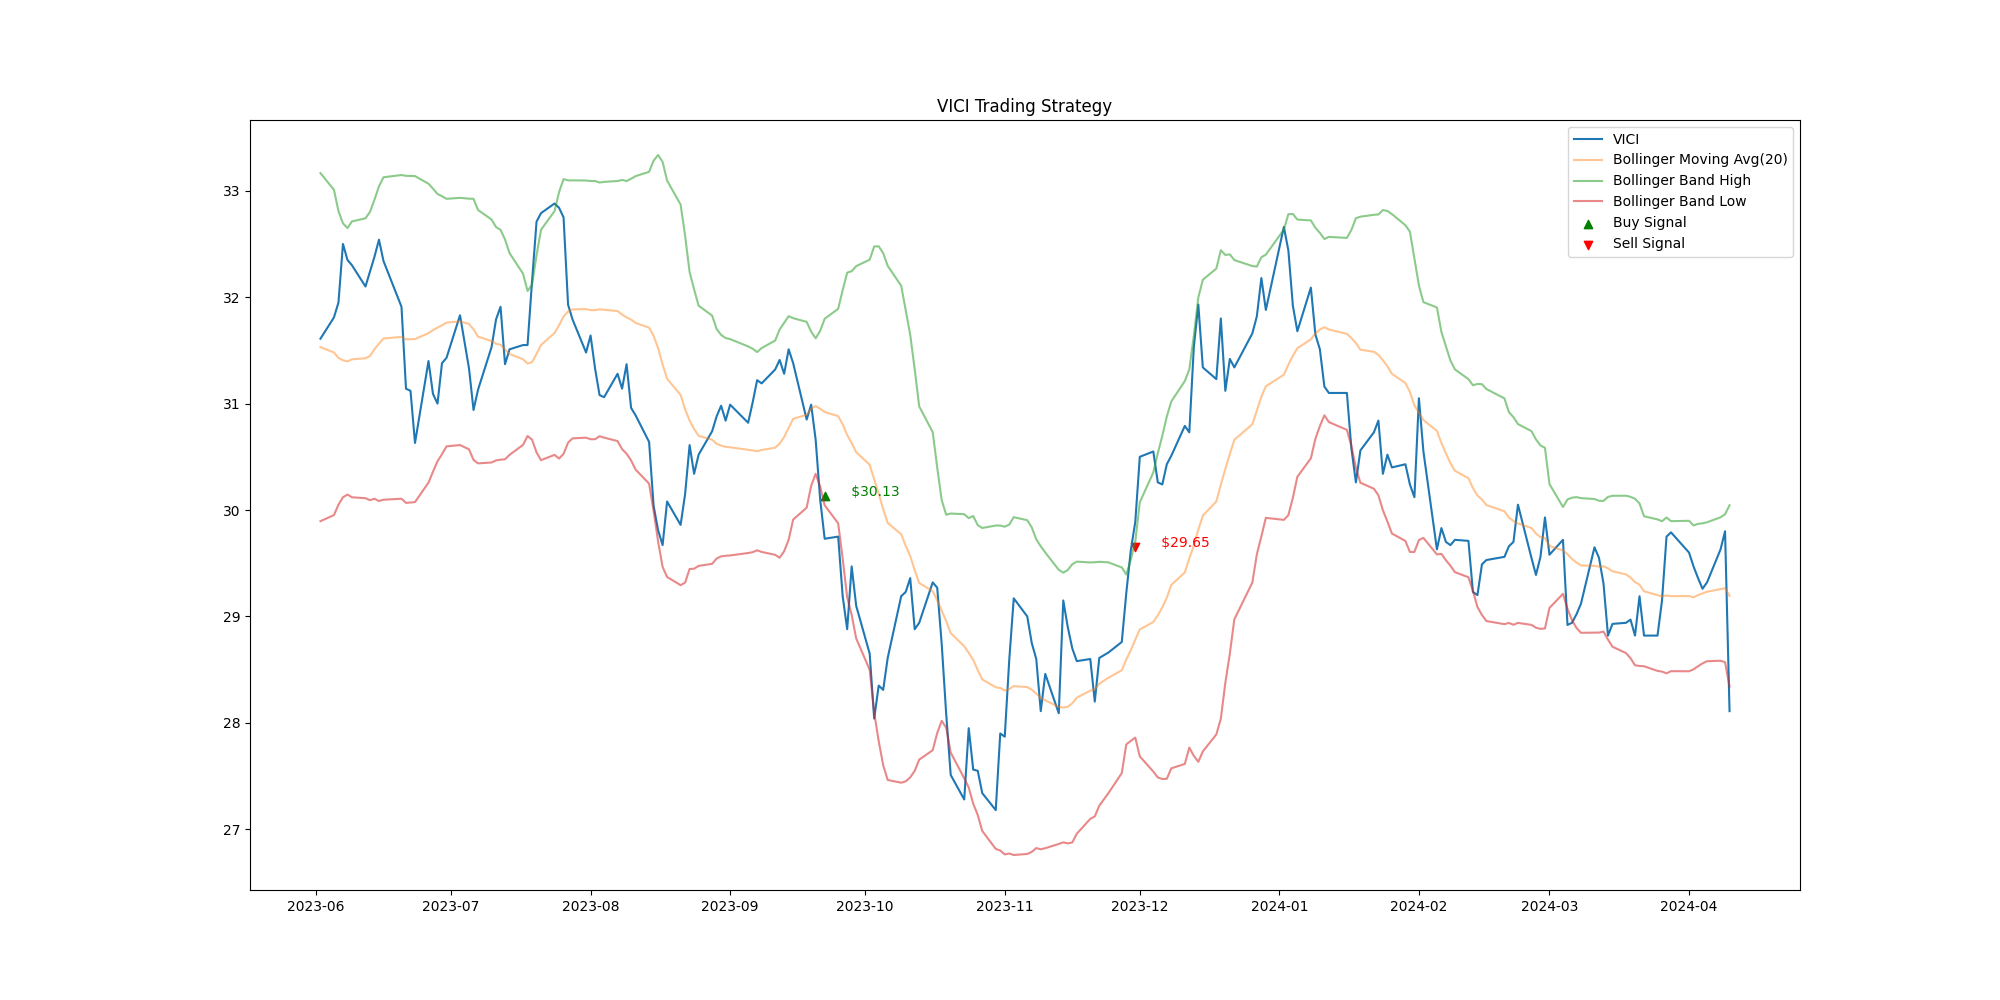 VICI Trading Strategy
VICI
Bollinger Moving Avg(20)
Bollinger Band High
Bollinger Band Low
Buy Signal
Sell Signal
33
32
31
30
29
28
27
$30.13
$29.65
2023-06 2023-07 2023-08 2023-09 2023-10 2023-11 2023-12 2024-01 2024-02 2024-03 2024-04